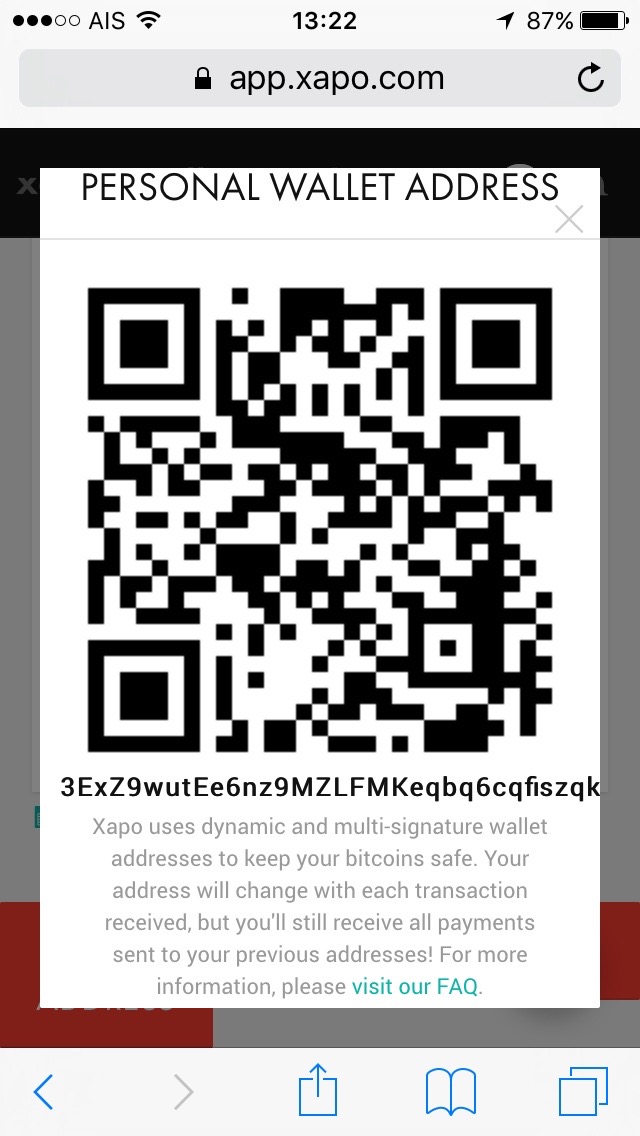 AIS 13:22 87%
app.xapo.com
PERSONAL WALLET ADDRESS
3ExZ9wutEe6nz9MZLFMKeqbq6cqfiszqk
Xapo uses dynamic and multi-signature wallet
addresses to keep your bitcoins safe. Your
address will change with each transaction
received, but you'll still receive all payments
sent to your previous addresses! For more
information, please visit our FAQ.